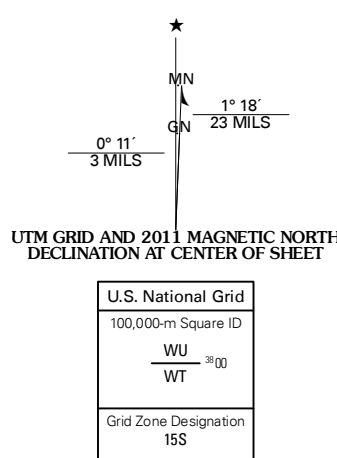 ★
MN
1° 18´
23 MILS
GN
0° 11´
3 MILS
UTM GRID AND 2011 MAGNETIC NORTH
DECLINATION AT CENTER OF SHEET
U.S. National Grid
100,000-m Square ID
WU
3800
WT
Grid Zone Designation
15S